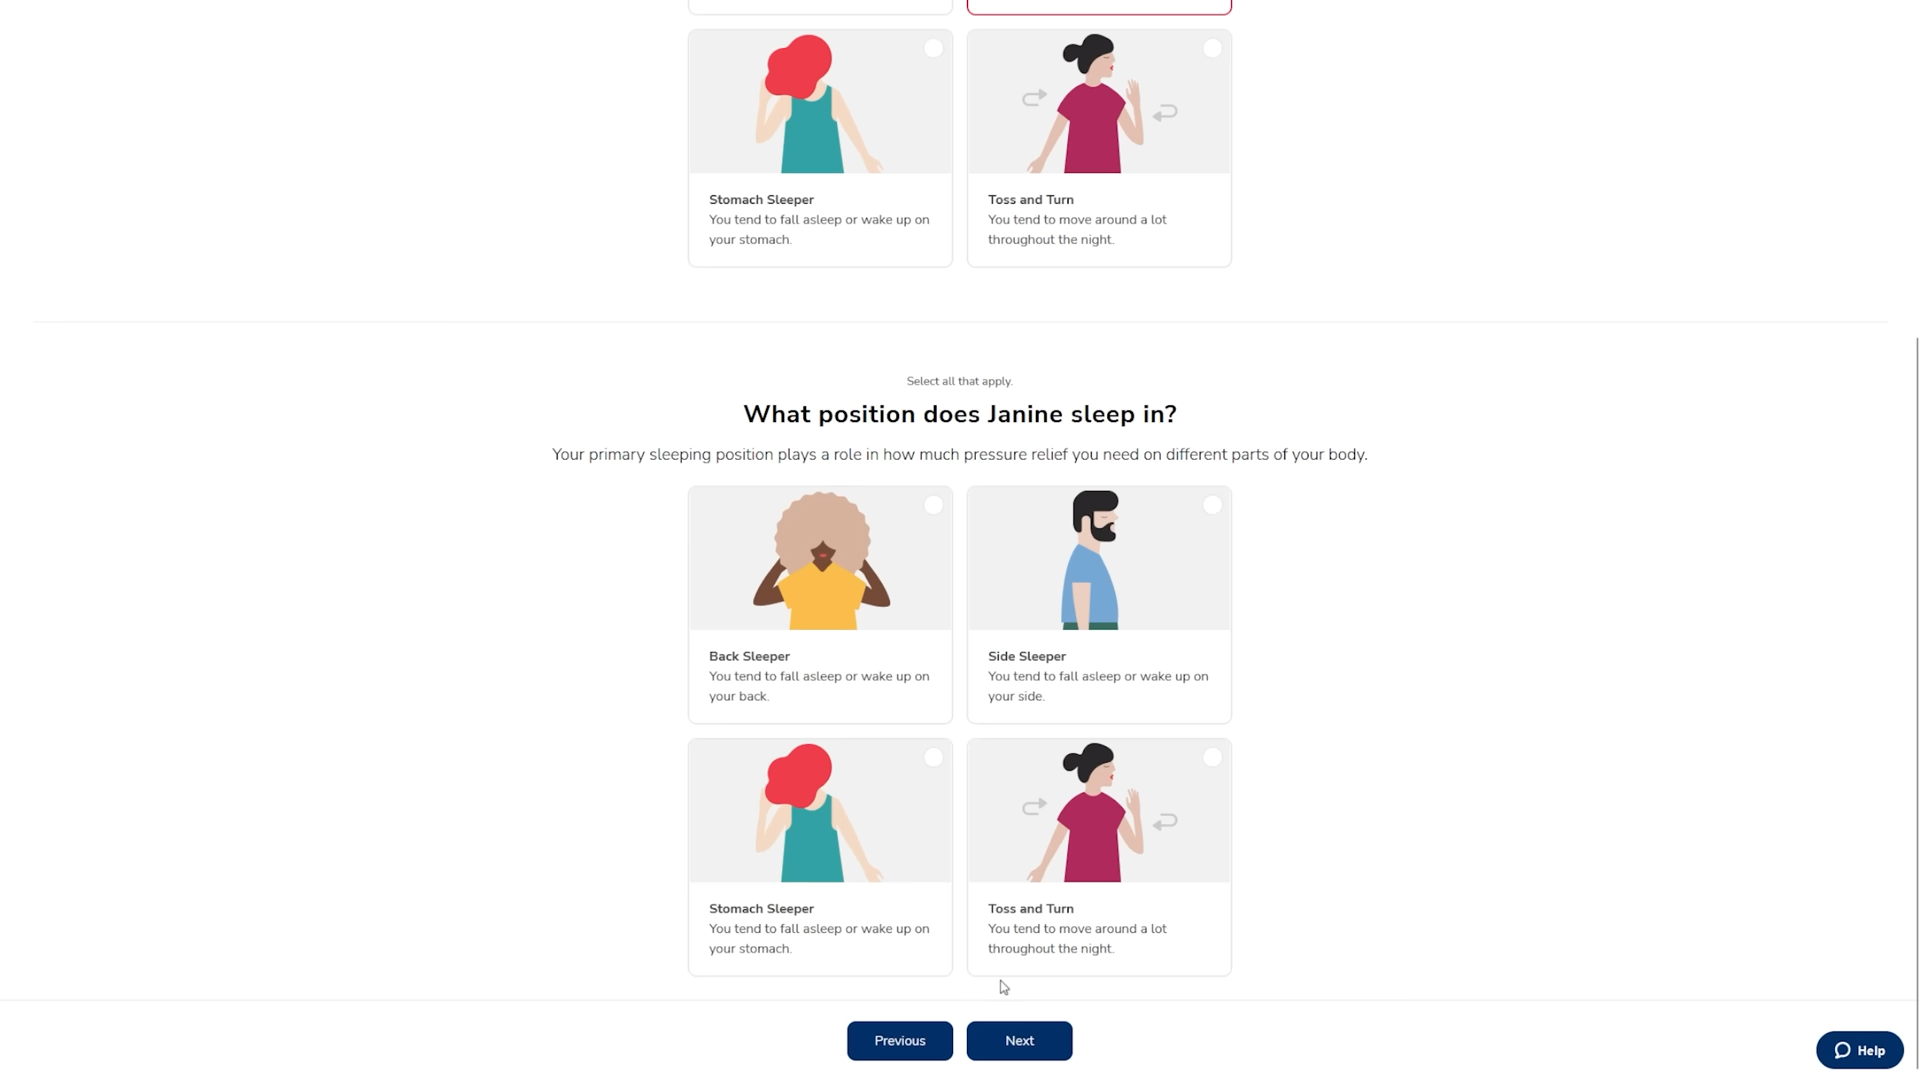 Stomach Sleeper
You tend to fall asleep or wake up on
your stomach.
Toss and Turn
You tend to move around a lot
throughout the night.
Select all that apply.
What position does Janine sleep in?
Your primary sleeping position plays a role in how much pressure relief you need on different parts of your body.
Back Sleeper
You tend to fall asleep or wake up on
your back.
Side Sleeper
You tend to fall asleep or wake up on
your side.
Stomach Sleeper
You tend to fall asleep or wake up on
your stomach.
Toss and Turn
You tend to move around a lot
throughout the night.
Previous
Next
Help